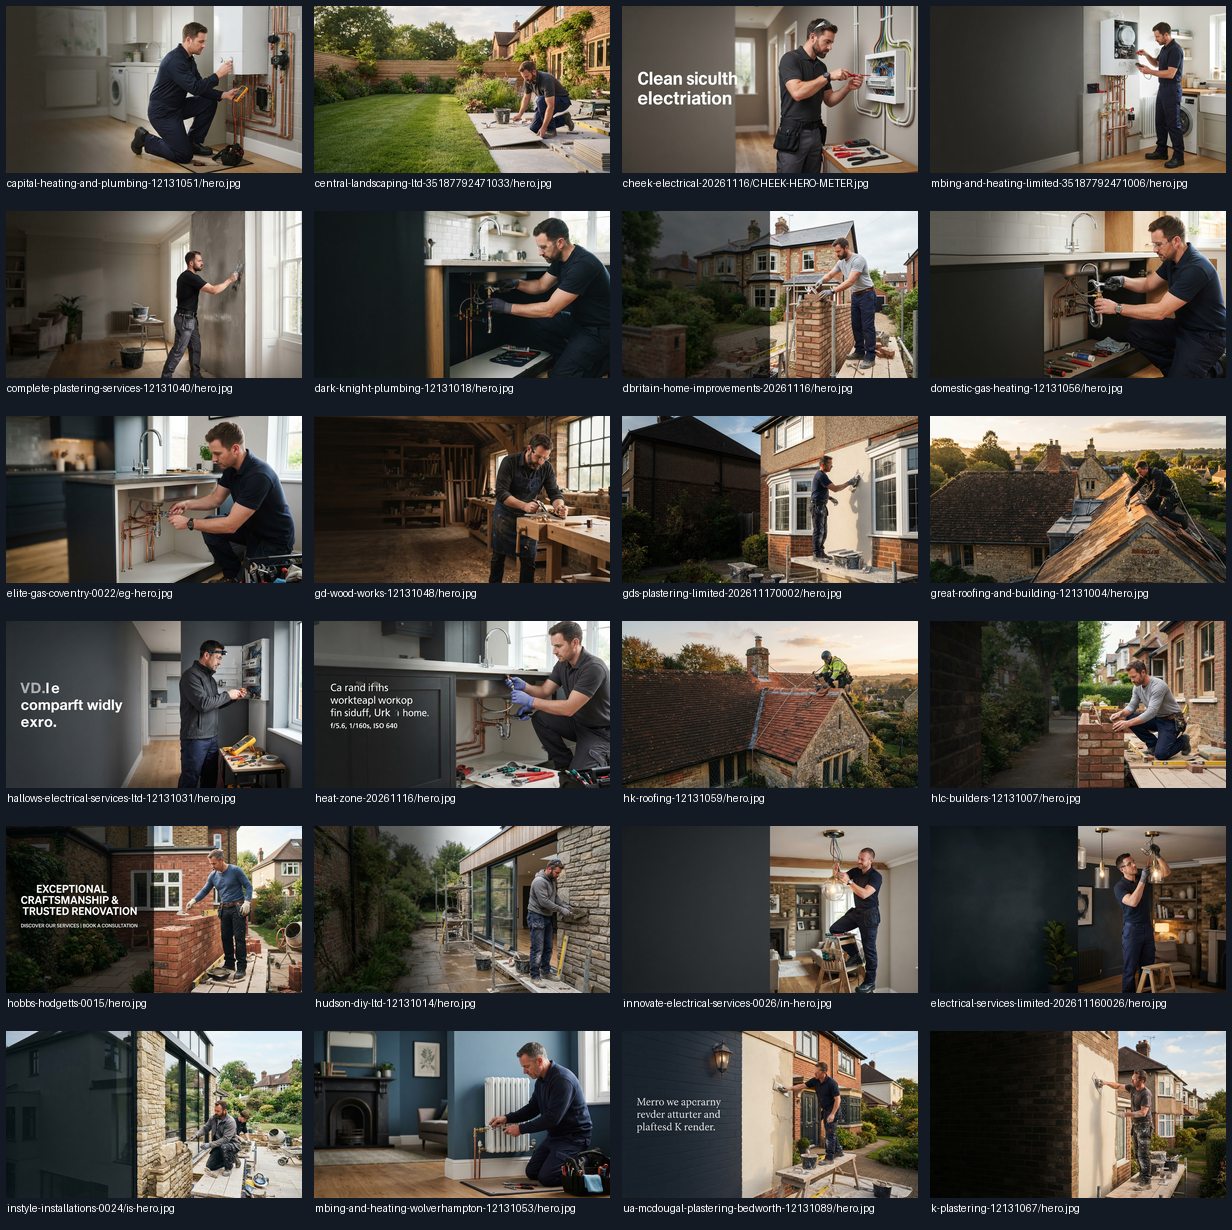 Clean siculth
electriation
capital-heating-and-plumbing-12131051/hero.jpg
central-landscaping-ltd-35187792471033/hero.jpg
cheek-electrical-20261116/CHEEK-HERO-METER.jpg
mbing-and-heating-limited-35187792471006/hero.jpg
complete-plastering-services-12131040/hero.jpg
dark-knight-plumbing-12131018/hero.jpg
dbritain-home-improvements-20261116/hero.jpg
domestic-gas-heating-12131056/hero.jpg
elite-gas-coventry-0022/eg-hero.jpg
gd-wood-works-12131048/hero.jpg
gds-plastering-limited-202611170002/hero.jpg
great-roofing-and-building-12131004/hero.jpg
VD.le
comparft widly
exro.
Ca rand if ths
workteapl workop
fin siduff, Urk home.
f/5.6, 1/160s, ISO 640
hallows-electrical-services-ltd-12131031/hero.jpg
heat-zone-20261116/hero.jpg
hk-roofing-12131059/hero.jpg
hlc-builders-12131007/hero.jpg
EXCEPTIONAL
CRAFTSMANSHIP &
TRUSTED RENOVATION
DISCOVER OUR SERVICES | BOOK A CONSULTATION
hobbs-hodgetts-0015/hero.jpg
hudson-diy-ltd-12131014/hero.jpg
innovate-electrical-services-0026/in-hero.jpg
electrical-services-limited-202611160026/hero.jpg
Merro we apcrarny
revder atturter and
plaftesd K render.
instyle-installations-0024/is-hero.jpg
mbing-and-heating-wolverhampton-12131053/hero.jpg
ua-mcdougal-plastering-bedworth-12131089/hero.jpg
k-plastering-12131067/hero.jpg